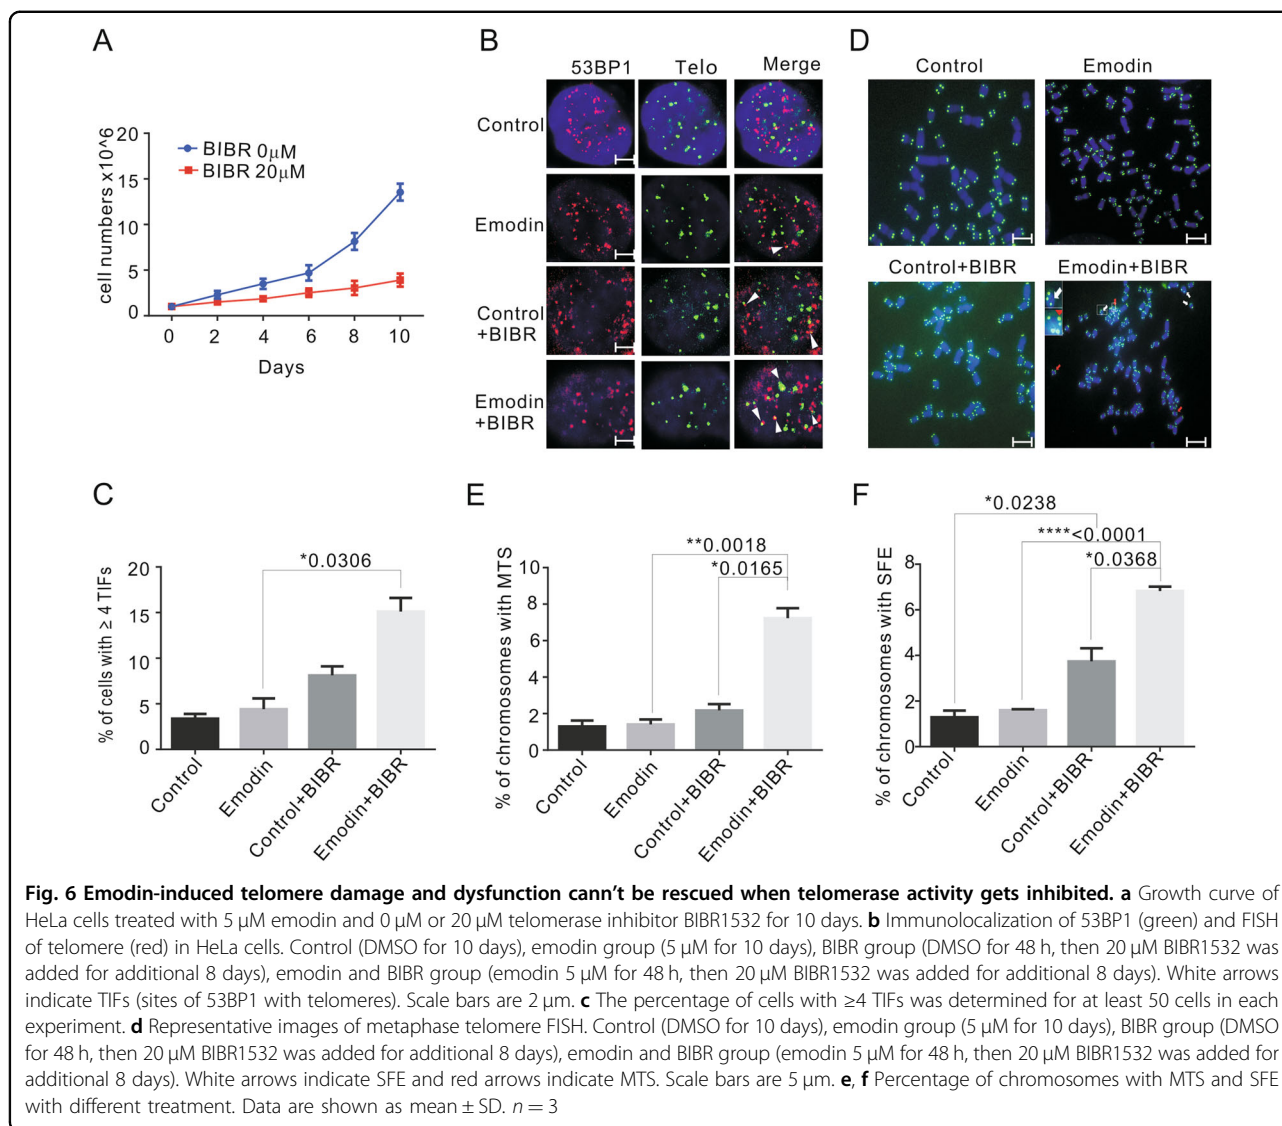 A
BIBR 0μM
BIBR 20μM
cell numbers x10^6
20
15
10
5
0
0 2 4 6 8 10
Days
B
53BP1 Telo Merge
Control
Emodin
Control
+BIBR
Emodin
+BIBR
D
Control Emodin
Control+BIBR Emodin+BIBR
C
% of cells with ≥ 4 TIFs
20
15
10
5
0
*0.0306
Control Emodin Control+BIBR Emodin+BIBR
E
% of chromosomes with MTS
10
8
6
4
2
0
**0.0018
*0.0165
Control Emodin Control+BIBR Emodin+BIBR
F
% of chromosomes with SFE
8
6
4
2
0
*0.0238
****<0.0001
*0.0368
Control Emodin Control+BIBR Emodin+BIBR
Fig. 6 Emodin-induced telomere damage and dysfunction cann't be rescued when telomerase activity gets inhibited. a Growth curve of
HeLa cells treated with 5 μM emodin and 0 μM or 20 μM telomerase inhibitor BIBR1532 for 10 days. b Immunolocalization of 53BP1 (green) and FISH
of telomere (red) in HeLa cells. Control (DMSO for 10 days), emodin group (5 μM for 10 days), BIBR group (DMSO for 48 h, then 20 μM BIBR1532 was
added for additional 8 days), emodin and BIBR group (emodin 5 μM for 48 h, then 20 μM BIBR1532 was added for additional 8 days). White arrows
indicate TIFs (sites of 53BP1 with telomeres). Scale bars are 2 μm. c The percentage of cells with ≥4 TIFs was determined for at least 50 cells in each
experiment. d Representative images of metaphase telomere FISH. Control (DMSO for 10 days), emodin group (5 μM for 10 days), BIBR group (DMSO
for 48 h, then 20 μM BIBR1532 was added for additional 8 days), emodin and BIBR group (emodin 5 μM for 48 h, then 20 μM BIBR1532 was added for
additional 8 days). White arrows indicate SFE and red arrows indicate MTS. Scale bars are 5 μm. e, f Percentage of chromosomes with MTS and SFE
with different treatment. Data are shown as mean ± SD. n = 3